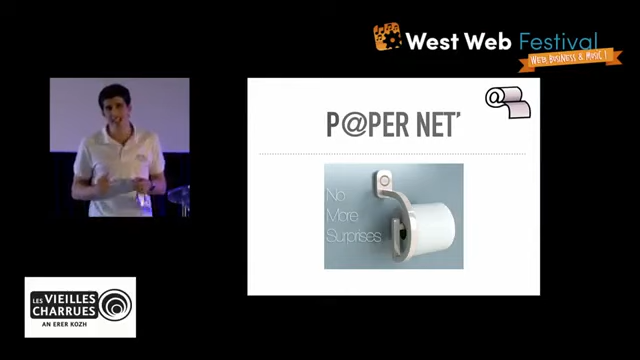 West Web Festival
WEB, BUSINESS & MUSIC !
P@PER NET'
@
No
More
Surprises
LES
VIEILLES
CHARRUES
AN ERER KOZH